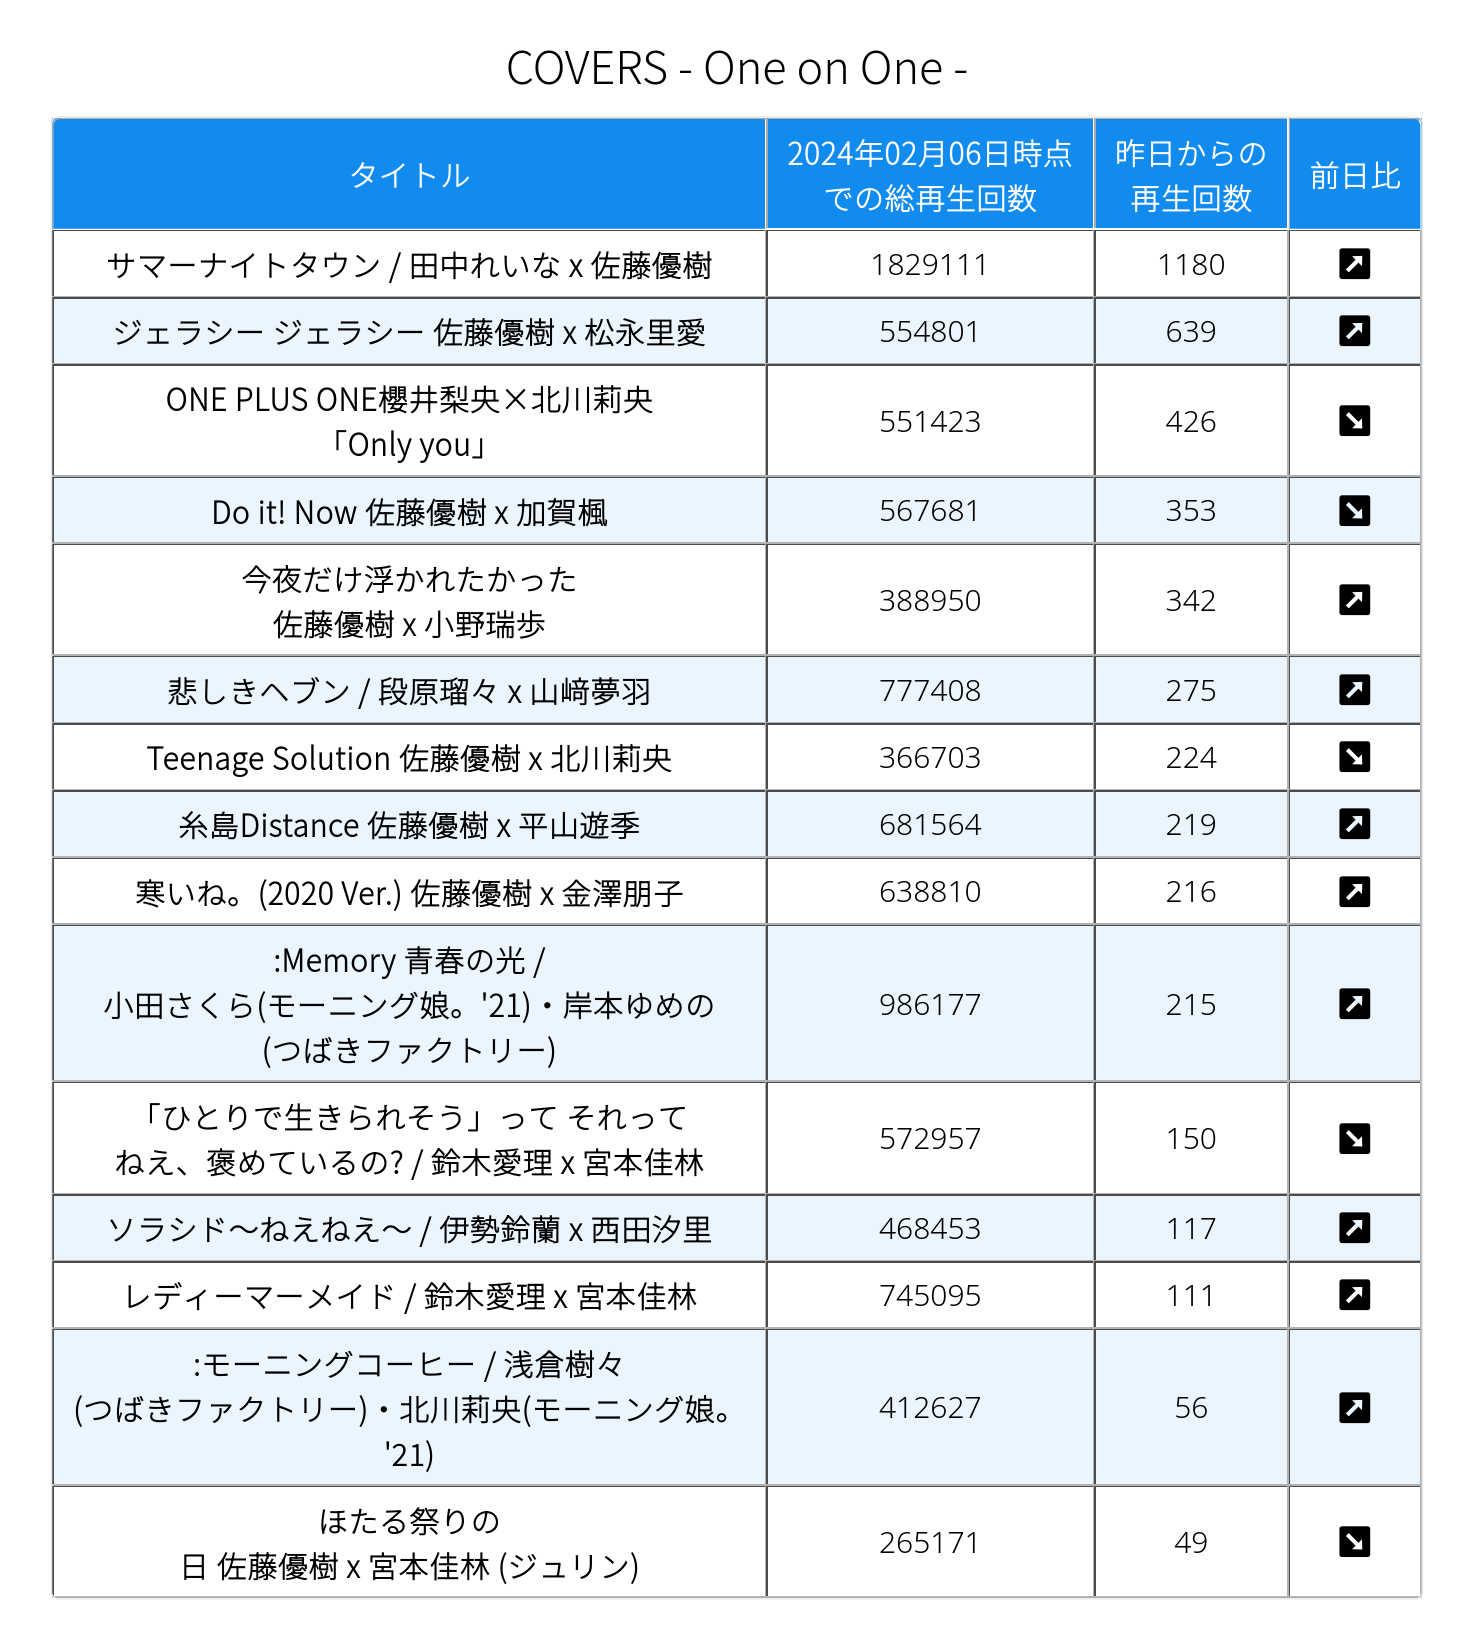 COVERS - One on One -
タイトル
2024年02月06日時点
での総再生回数
昨日からの
再生回数
前日比
サマーナイトタウン / 田中れいな x 佐藤優樹
1829111
1180
ジェラシー ジェラシー 佐藤優樹 x 松永里愛
554801
639
ONE PLUS ONE櫻井梨央×北川莉央
「Only you」
551423
426
Do it! Now 佐藤優樹 x 加賀楓
567681
353
今夜だけ浮かれたかった
佐藤優樹 x 小野瑞歩
388950
342
悲しきヘブン / 段原瑠々 x 山﨑夢羽
777408
275
Teenage Solution 佐藤優樹 x 北川莉央
366703
224
糸島Distance 佐藤優樹 x 平山遊季
681564
219
寒いね。(2020 Ver.) 佐藤優樹 x 金澤朋子
638810
216
:Memory 青春の光 /
小田さくら(モーニング娘。'21)・岸本ゆめの
(つばきファクトリー)
986177
215
「ひとりで生きられそう」って それって
ねえ、褒めているの? / 鈴木愛理 x 宮本佳林
572957
150
ソラシド〜ねえねえ〜 / 伊勢鈴蘭 x 西田汐里
468453
117
レディーマーメイド / 鈴木愛理 x 宮本佳林
745095
111
:モーニングコーヒー / 浅倉樹々
(つばきファクトリー)・北川莉央(モーニング娘。
'21)
412627
56
ほたる祭りの
日 佐藤優樹 x 宮本佳林 (ジュリン)
265171
49